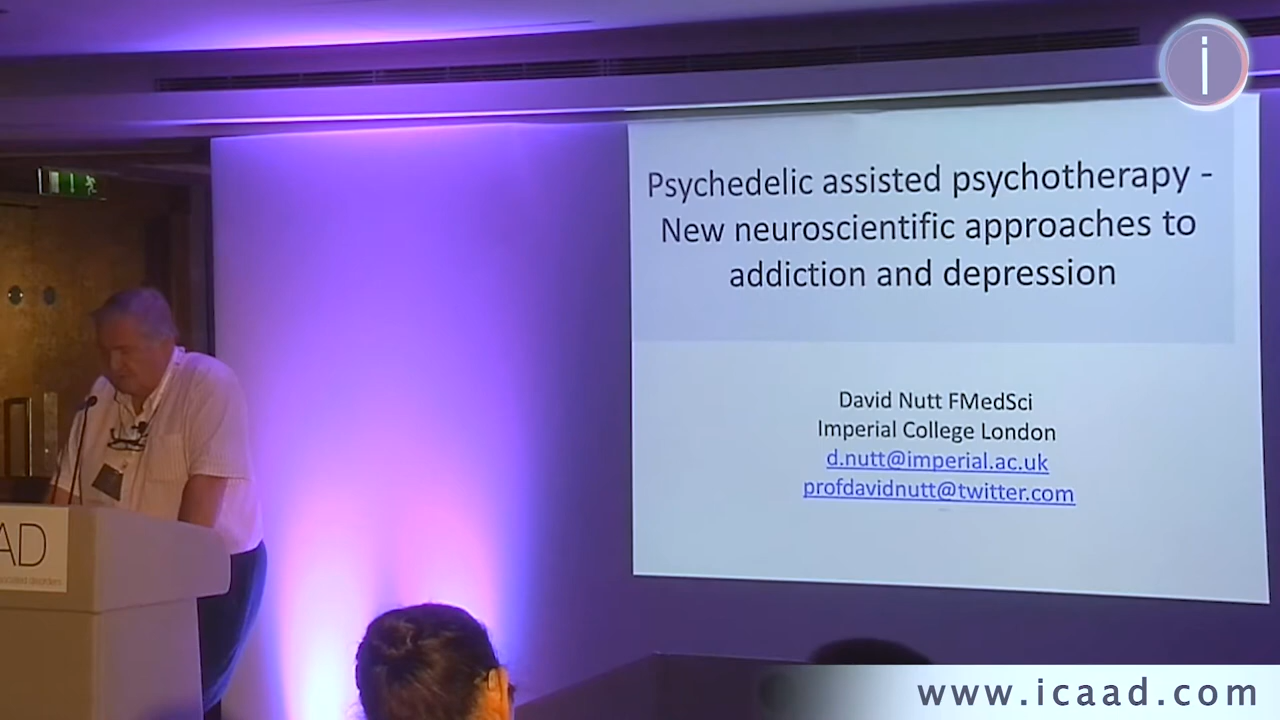 i
Psychedelic assisted psychotherapy -
New neuroscientific approaches to
addiction and depression
David Nutt FMedSci
Imperial College London
d.nutt@imperial.ac.uk
profdavidnutt@twitter.com
AD
disorders
www.icaad.com